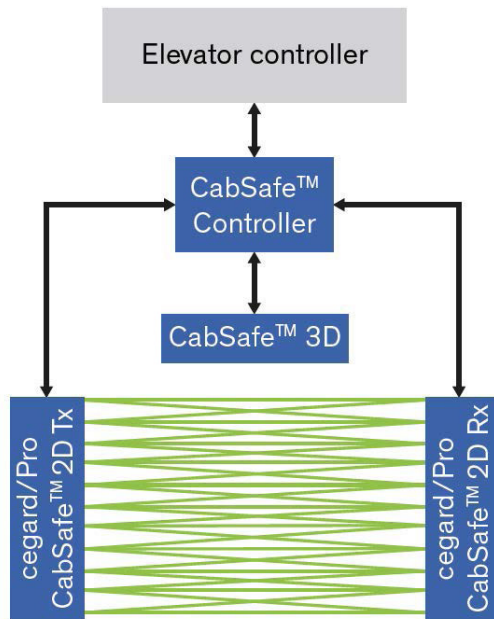 Elevator controller
CabSafe™
Controller
CabSafe™ 3D
cegard/Pro
CabSafe™ 2D Tx
cegard/Pro
CabSafe™ 2D Rx